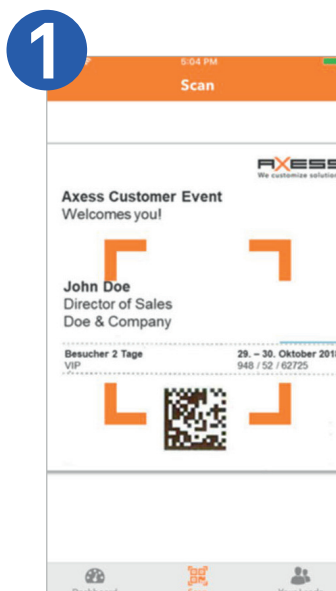 1
5:04 PM
Scan
AXESS
We customize solution
Axess Customer Event
Welcomes you!
John Doe
Director of Sales
Doe & Company
Besucher 2 Tage
29. – 30. Oktober 2018
VIP
948 / 52 / 62725